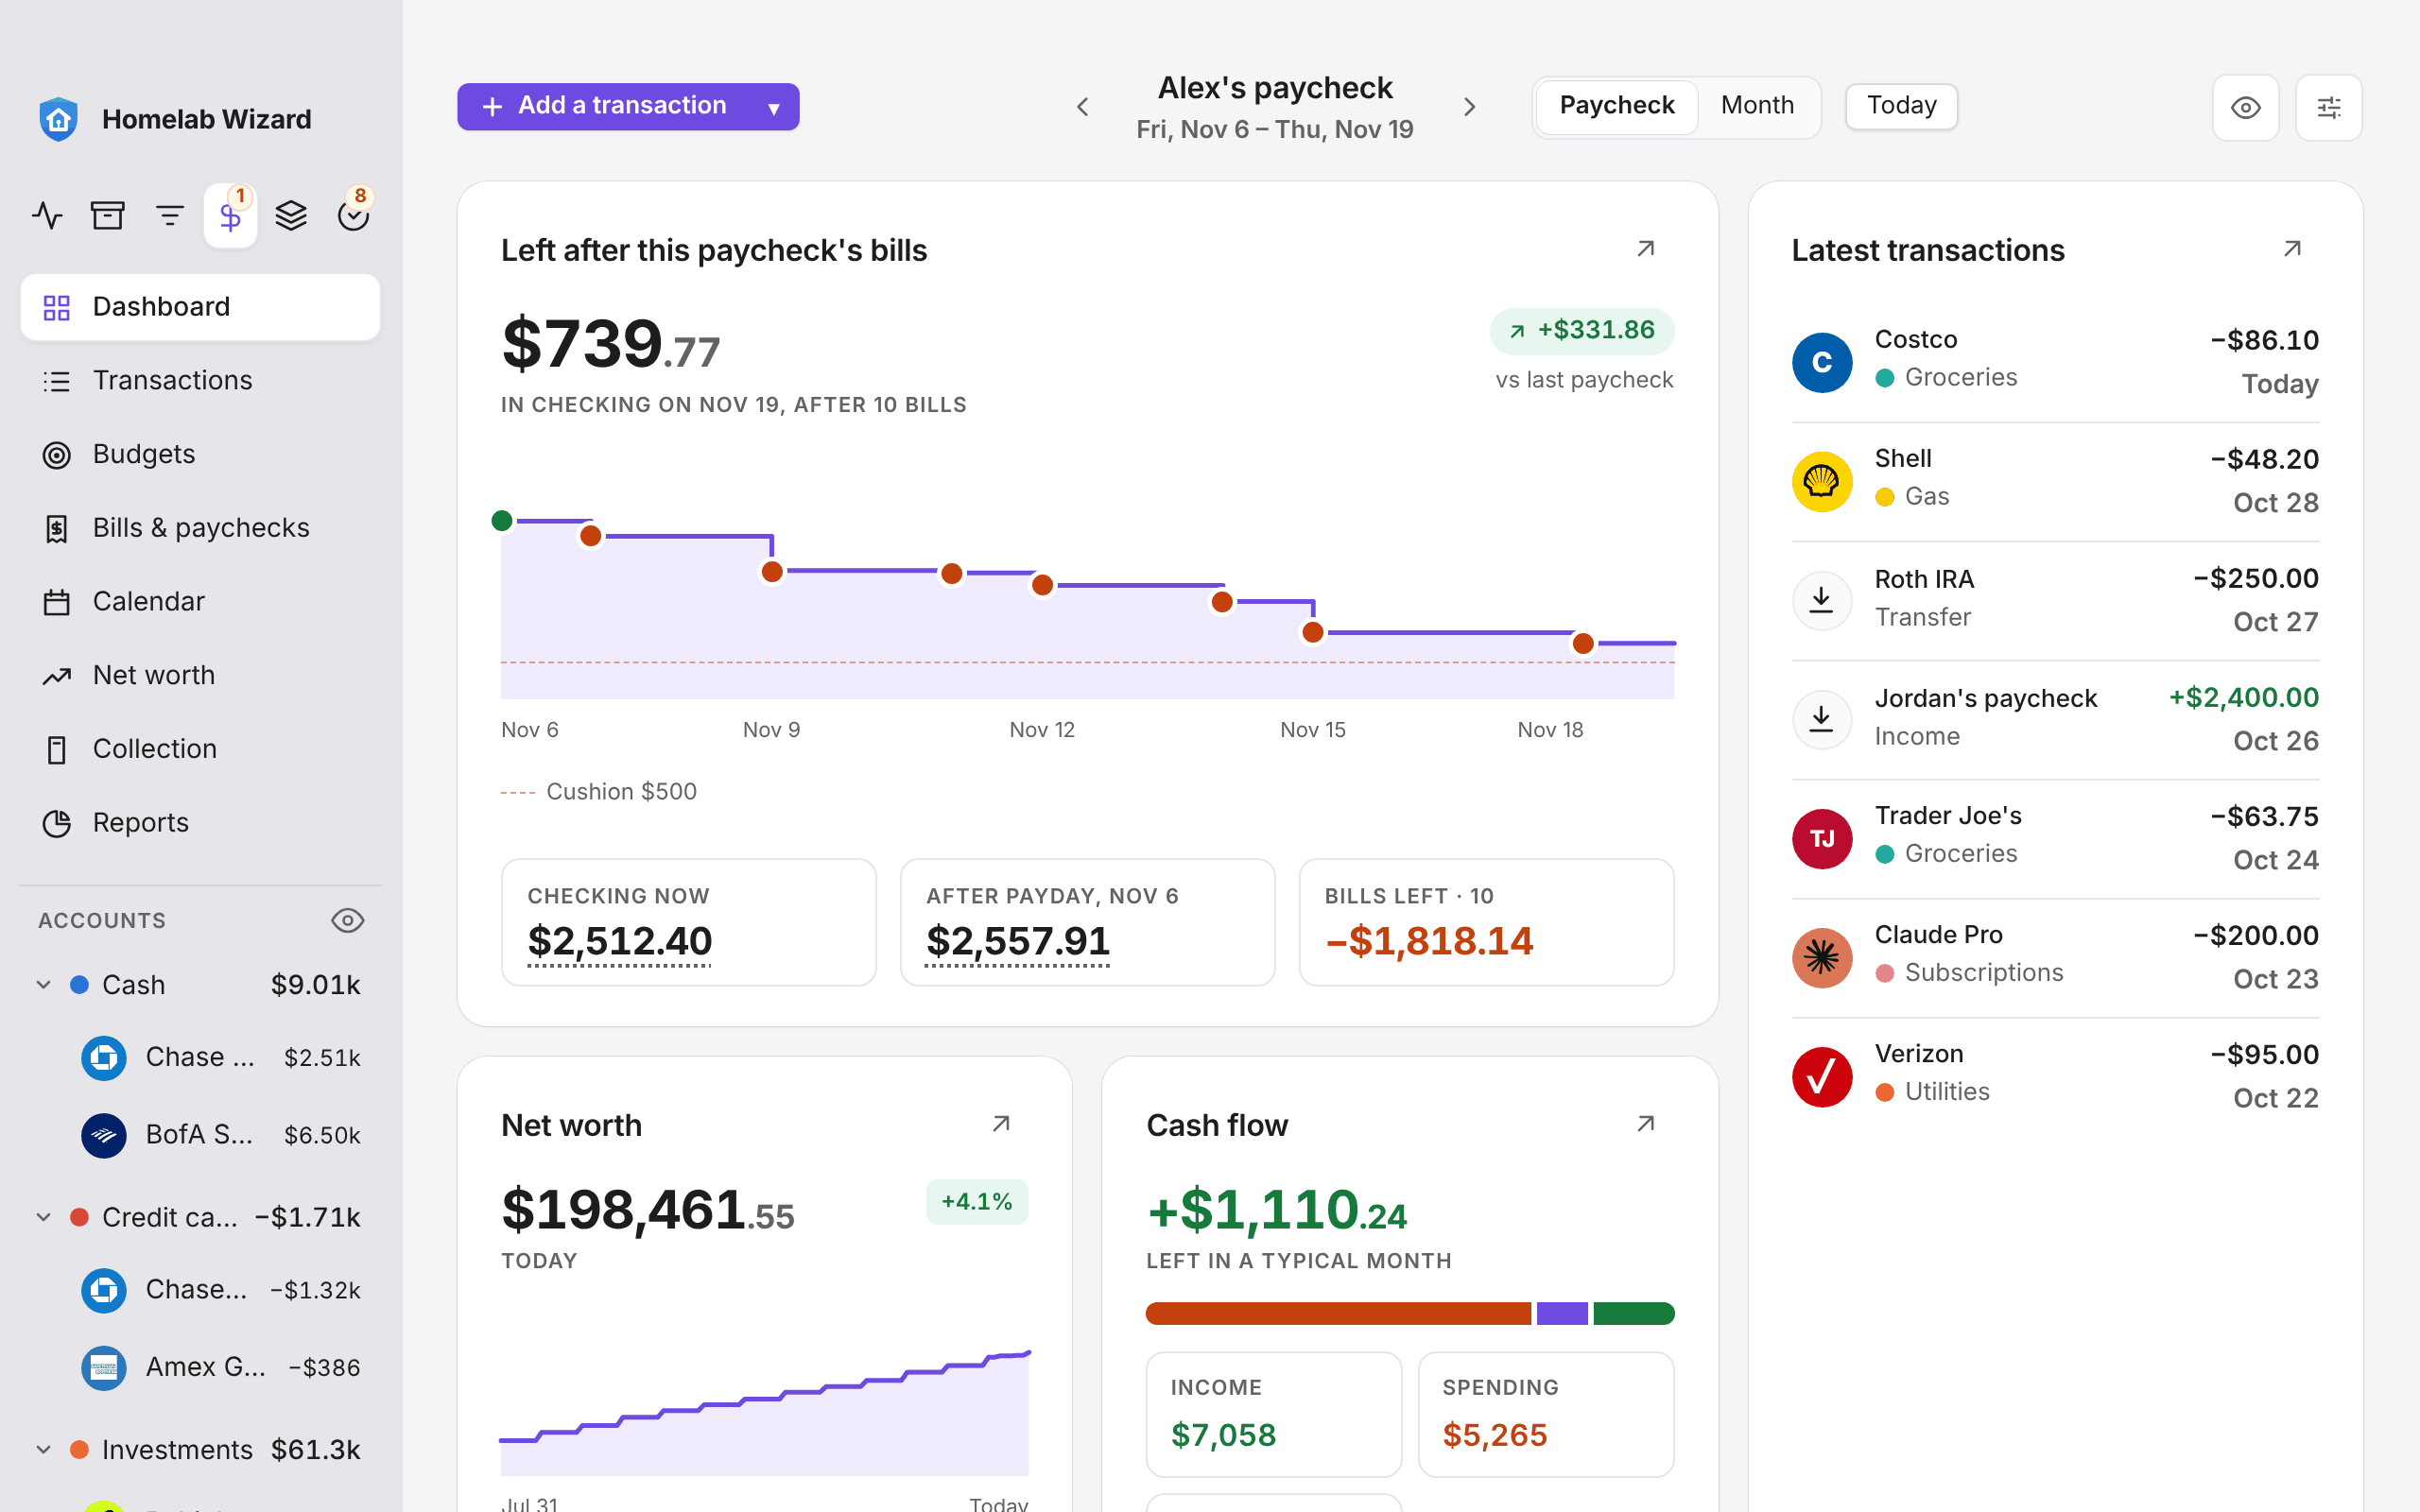 Homelab Wizard
1
8
Dashboard
Transactions
Budgets
Bills & paychecks
Calendar
Net worth
Collection
Reports
ACCOUNTS
Cash $9.01k
Chase ... $2.51k
BofA S... $6.50k
Credit ca... −$1.71k
Chase... −$1.32k
Amex G... −$386
Investments $61.3k
Add a transaction
Alex's paycheck
Fri, Nov 6 – Thu, Nov 19
Paycheck Month Today
Left after this paycheck's bills
$739.77
IN CHECKING ON NOV 19, AFTER 10 BILLS
+$331.86
vs last paycheck
Nov 6 Nov 9 Nov 12 Nov 15 Nov 18
Cushion $500
CHECKING NOW
$2,512.40
AFTER PAYDAY, NOV 6
$2,557.91
BILLS LEFT · 10
−$1,818.14
Net worth
$198,461.55
TODAY
+4.1%
Jul 31 Today
Cash flow
+$1,110.24
LEFT IN A TYPICAL MONTH
INCOME
$7,058
SPENDING
$5,265
Latest transactions
C
Costco −$86.10
Groceries Today
Shell −$48.20
Gas Oct 28
Roth IRA −$250.00
Transfer Oct 27
Jordan's paycheck +$2,400.00
Income Oct 26
TJ
Trader Joe's −$63.75
Groceries Oct 24
Claude Pro −$200.00
Subscriptions Oct 23
Verizon −$95.00
Utilities Oct 22